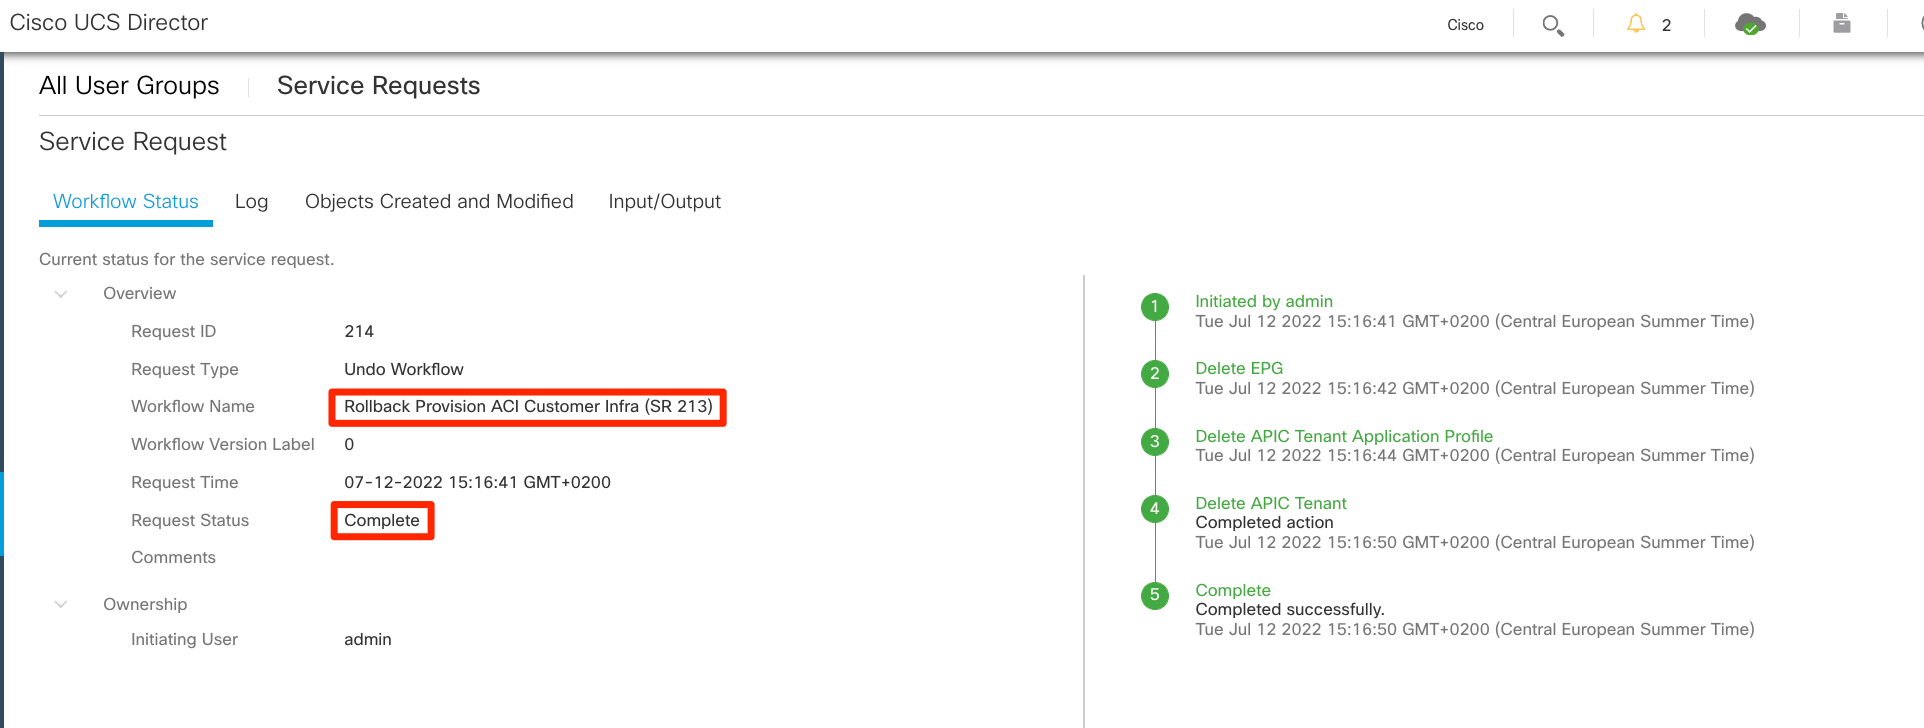 Cisco UCS Director
Cisco
2
All User Groups
Service Requests
Service Request
Workflow Status
Log
Objects Created and Modified
Input/Output
Current status for the service request.
Overview
Request ID 214
Request Type Undo Workflow
Workflow Name Rollback Provision ACI Customer Infra (SR 213)
Workflow Version Label 0
Request Time 07-12-2022 15:16:41 GMT+0200
Request Status Complete
Comments
Ownership
Initiating User admin
1 Initiated by admin
Tue Jul 12 2022 15:16:41 GMT+0200 (Central European Summer Time)
2 Delete EPG
Tue Jul 12 2022 15:16:42 GMT+0200 (Central European Summer Time)
3 Delete APIC Tenant Application Profile
Tue Jul 12 2022 15:16:44 GMT+0200 (Central European Summer Time)
4 Delete APIC Tenant
Completed action
Tue Jul 12 2022 15:16:50 GMT+0200 (Central European Summer Time)
5 Complete
Completed successfully.
Tue Jul 12 2022 15:16:50 GMT+0200 (Central European Summer Time)